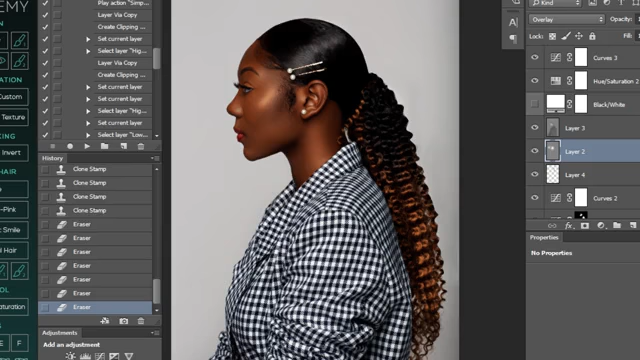 EMY
ATION
Custom
Texture
KING
Invert
HAIR
-Pink
Smile
Hair
OL
Saturation
E F
Play action "Simp...
Layer Via Copy
Create Clipping ...
Set current layer
Select layer "Hig...
Layer Via Copy
Create Clipping ...
Set current layer
Set current layer
Select layer "Hig...
Set current layer
Select layer "Low...
History
Clone Stamp
Clone Stamp
Clone Stamp
Clone Stamp
Eraser
Eraser
Eraser
Eraser
Eraser
Eraser
Eraser
Adjustments
Add an adjustment
A
Kind
Overlay
Opacity:
Lock:
Fill:
Curves 3
Hue/Saturation 2
Black/White
Layer 3
Layer 2
Layer 4
Curves 2
fx
Properties
No Properties